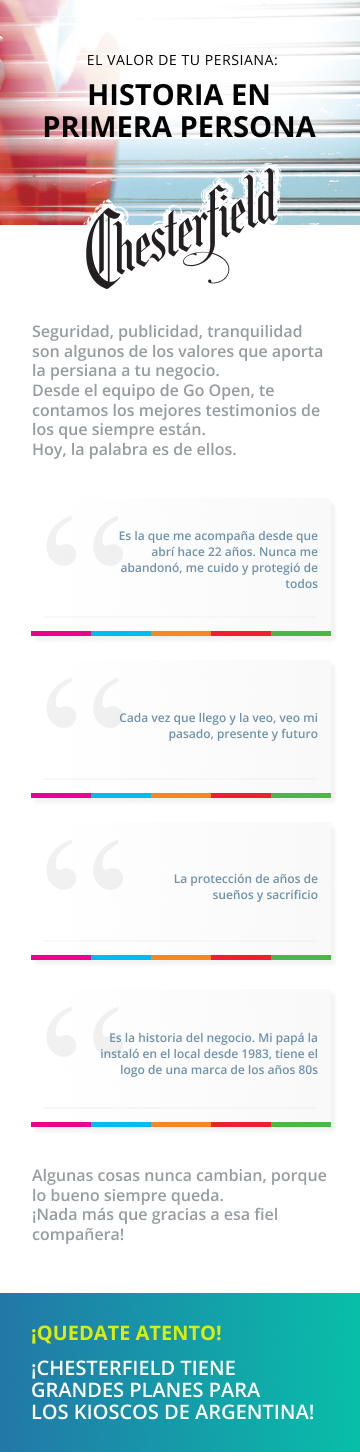 EL VALOR DE TU PERSIANA:
HISTORIA EN
PRIMERA PERSONA
Chesterfield
Seguridad, publicidad, tranquilidad
son algunos de los valores que aporta
la persiana a tu negocio.
Desde el equipo de Go Open, te
contamos los mejores testimonios de
los que siempre están.
Hoy, la palabra es de ellos.
“
Es la que me acompaña desde que
abrí hace 22 años. Nunca me
abandonó, me cuido y protegió de
todos
“
Cada vez que llego y la veo, veo mi
pasado, presente y futuro
“
La protección de años de
sueños y sacrificio
“
Es la historia del negocio. Mi papá la
instaló en el local desde 1983, tiene el
logo de una marca de los años 80s
Algunas cosas nunca cambian, porque
lo bueno siempre queda.
¡Nada más que gracias a esa fiel
compañera!
¡QUEDATE ATENTO!
¡CHESTERFIELD TIENE
GRANDES PLANES PARA
LOS KIOSCOS DE ARGENTINA!